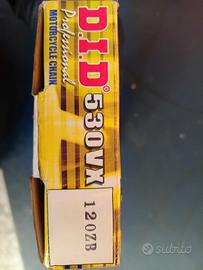 D.I.D®
Professional
MOTORCYCLE CHAIN
530VX
120ZB
subito